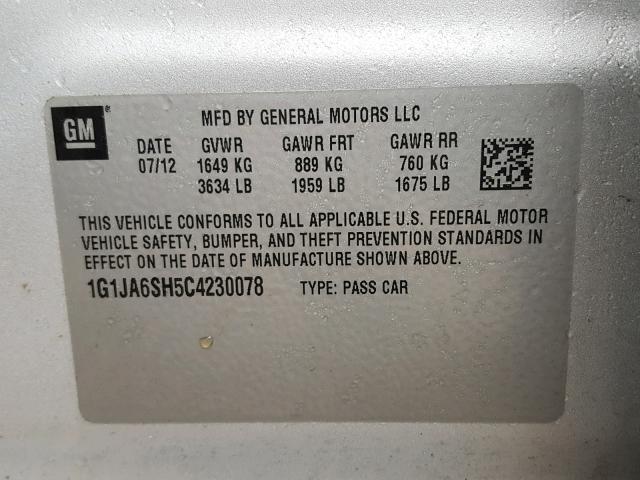 GM
MFD BY GENERAL MOTORS LLC
DATE GVWR GAWR FRT GAWR RR
07/12 1649 KG 889 KG 760 KG
3634 LB 1959 LB 1675 LB
THIS VEHICLE CONFORMS TO ALL APPLICABLE U.S. FEDERAL MOTOR
VEHICLE SAFETY, BUMPER, AND THEFT PREVENTION STANDARDS IN
EFFECT ON THE DATE OF MANUFACTURE SHOWN ABOVE.
1G1JA6SH5C4230078 TYPE: PASS CAR